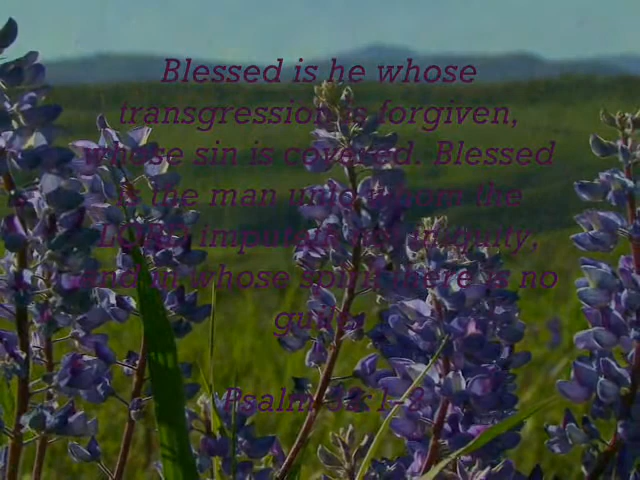 Blessed is he whose
transgression is forgiven,
whose sin is covered. Blessed
is the man unto whom the
LORD imputeth not iniquity,
and in whose spirit there is no
guile.
Psalm 32:1-2